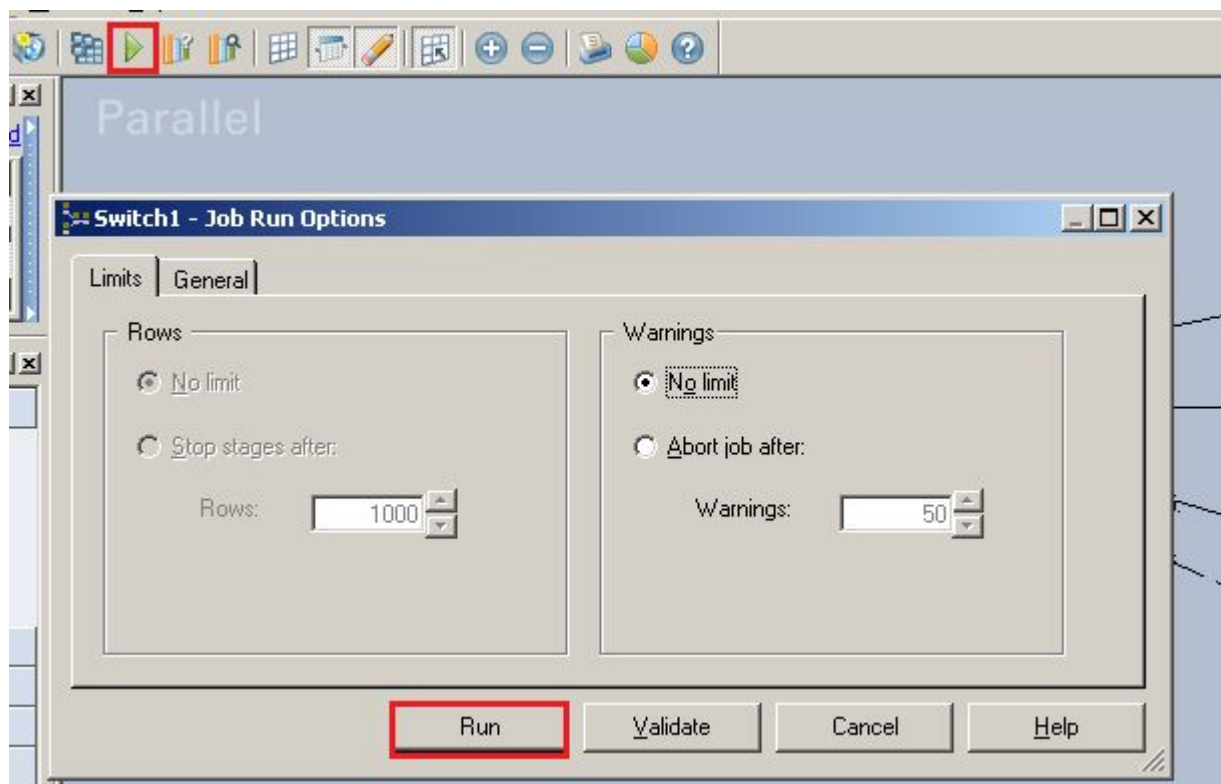 Parallel
Switch1 - Job Run Options
Limits General
Rows
No limit
Stop stages after:
Rows: 1000
Warnings
No limit
Abort job after:
Warnings: 50
Run Validate Cancel Help